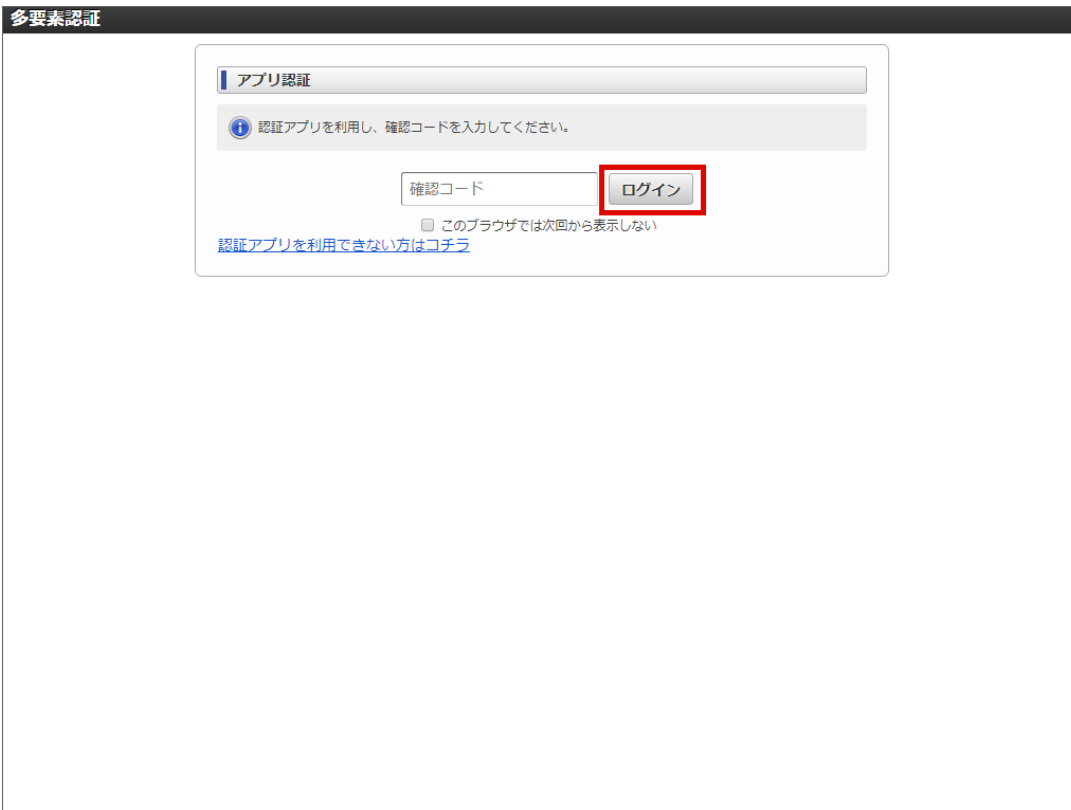 多要素認証
アプリ認証
認証アプリを利用し、確認コードを入力してください。
確認コード
ログイン
このブラウザでは次回から表示しない
認証アプリを利用できない方はコチラ